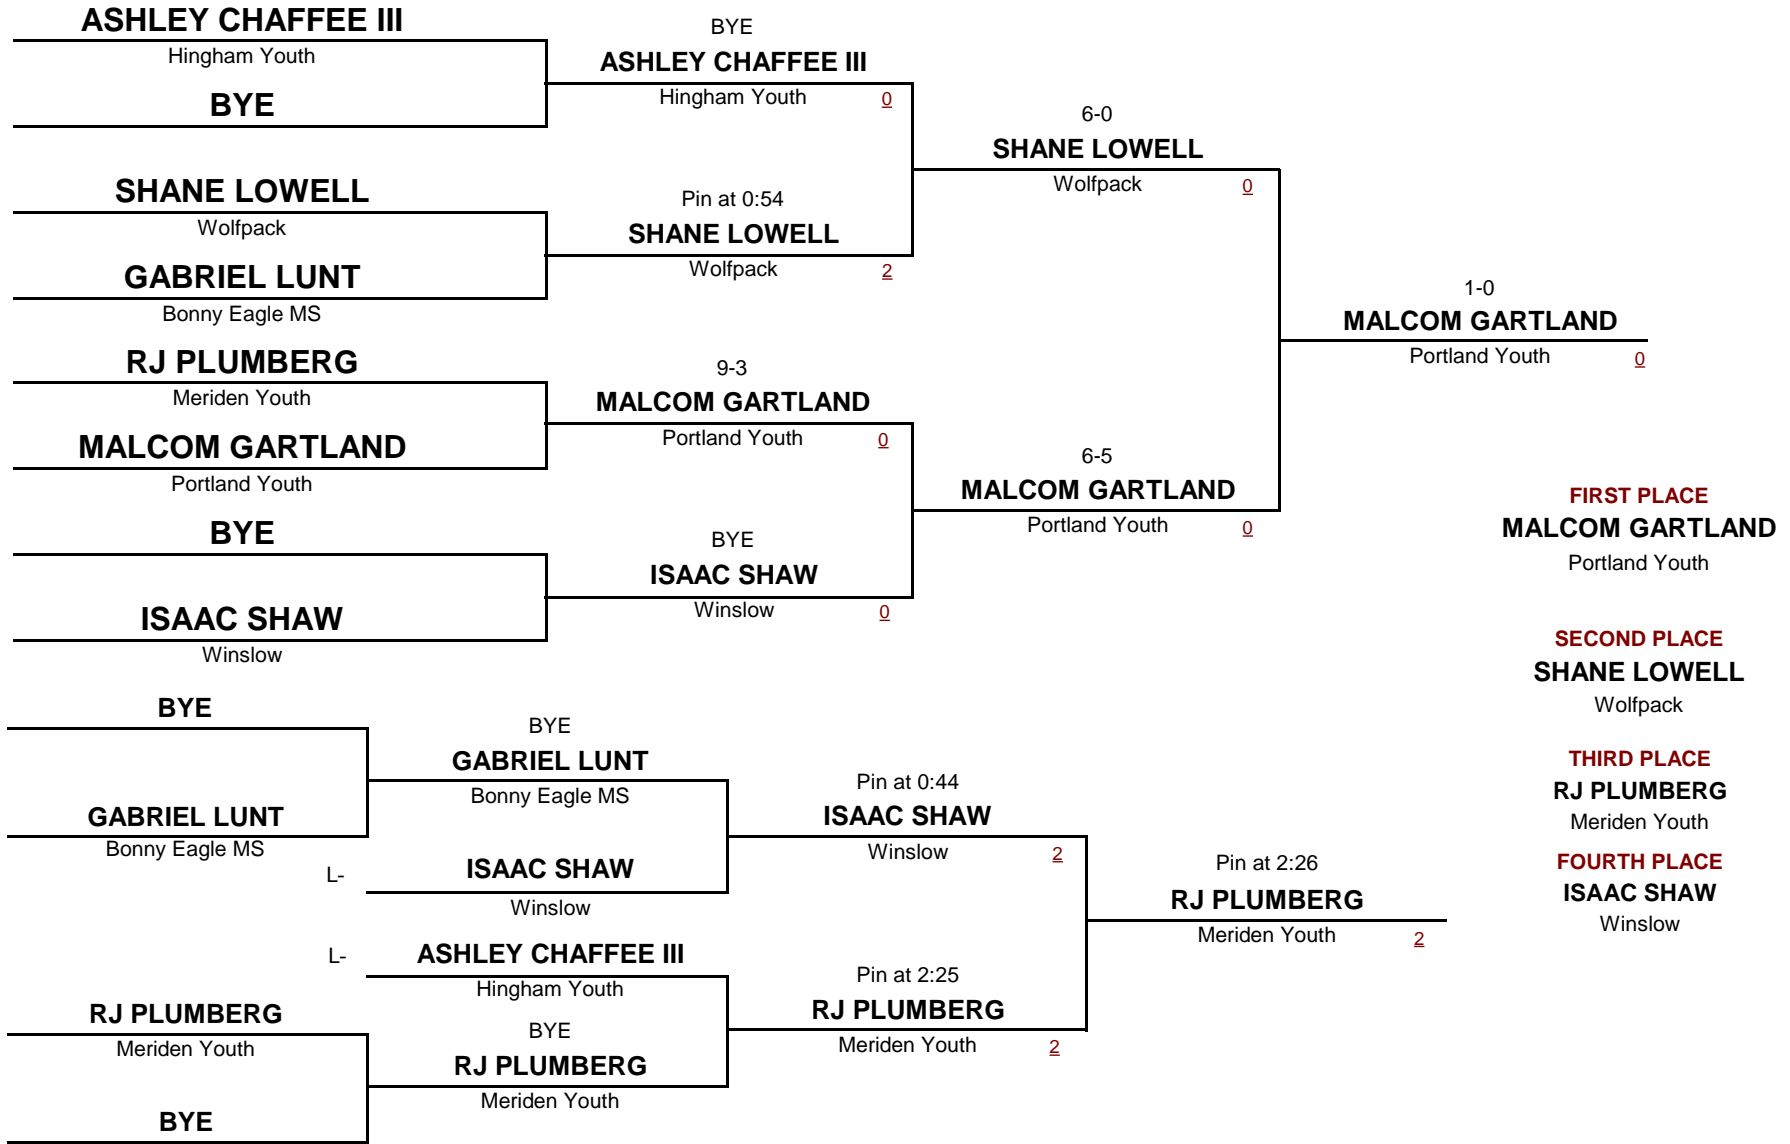 ASHLEY CHAFFEE III
Hingham Youth
BYE
SHANE LOWELL
Wolfpack
GABRIEL LUNT
Bonny Eagle MS
RJ PLUMBERG
Meriden Youth
MALCOM GARTLAND
Portland Youth
BYE
ISAAC SHAW
Winslow
BYE
ASHLEY CHAFFEE III
Hingham Youth 0
Pin at 0:54
SHANE LOWELL
Wolfpack 2
9-3
MALCOM GARTLAND
Portland Youth 0
BYE
ISAAC SHAW
Winslow 0
6-0
SHANE LOWELL
Wolfpack 0
6-5
MALCOM GARTLAND
Portland Youth 0
1-0
MALCOM GARTLAND
Portland Youth 0
FIRST PLACE
MALCOM GARTLAND
Portland Youth
SECOND PLACE
SHANE LOWELL
Wolfpack
THIRD PLACE
RJ PLUMBERG
Meriden Youth
FOURTH PLACE
ISAAC SHAW
Winslow
BYE
GABRIEL LUNT
Bonny Eagle MS
RJ PLUMBERG
Meriden Youth
BYE
BYE
GABRIEL LUNT
Bonny Eagle MS
L- ISAAC SHAW
Winslow
L- ASHLEY CHAFFEE III
Hingham Youth
BYE
RJ PLUMBERG
Meriden Youth
Pin at 0:44
ISAAC SHAW
Winslow 2
Pin at 2:25
RJ PLUMBERG
Meriden Youth 2
Pin at 2:26
RJ PLUMBERG
Meriden Youth 2